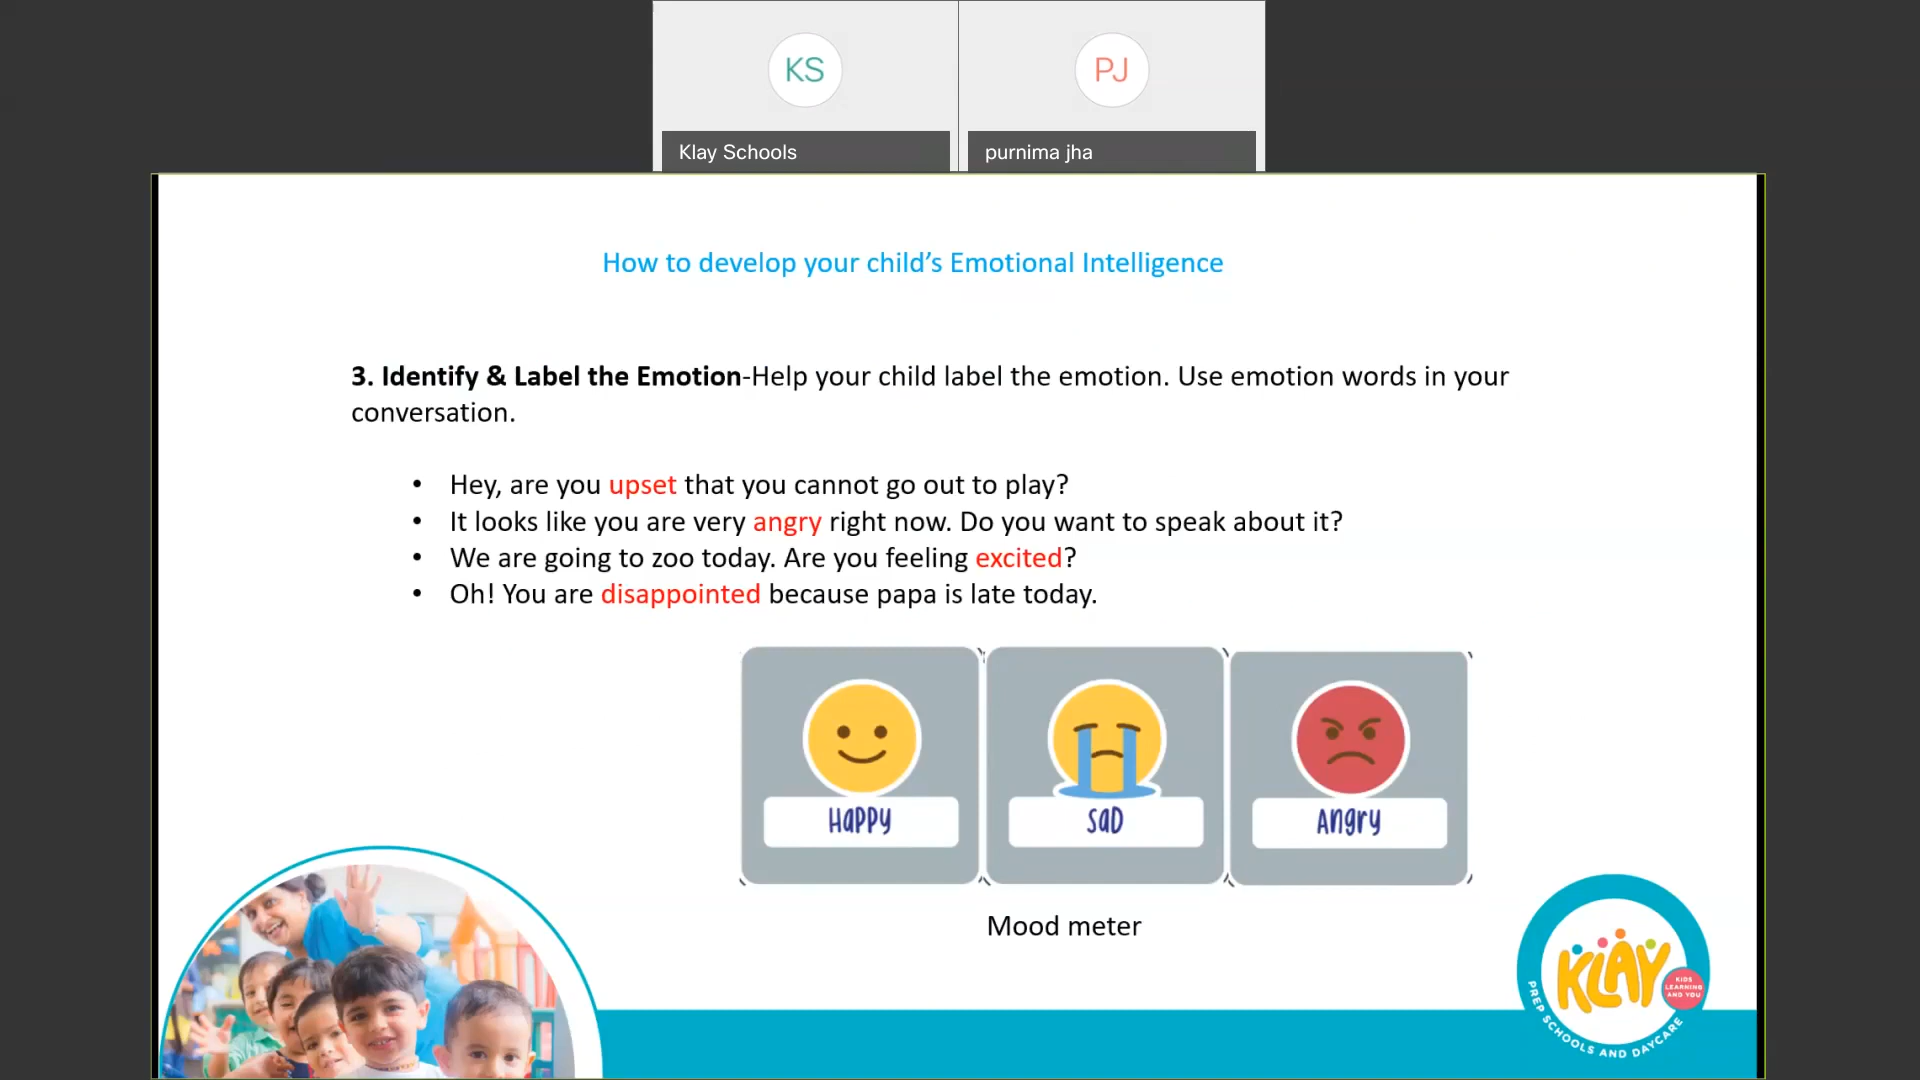 KS
PJ
Klay Schools
purnima jha
How to develop your child’s Emotional Intelligence
3. Identify & Label the Emotion-Help your child label the emotion. Use emotion words in your
conversation.
• Hey, are you upset that you cannot go out to play?
• It looks like you are very angry right now. Do you want to speak about it?
• We are going to zoo today. Are you feeling excited?
• Oh! You are disappointed because papa is late today.
Happy
Sad
Angry
Mood meter
KLAY
KIDS
LEARNING
AND YOU
PREP SCHOOLS AND DAYCARE